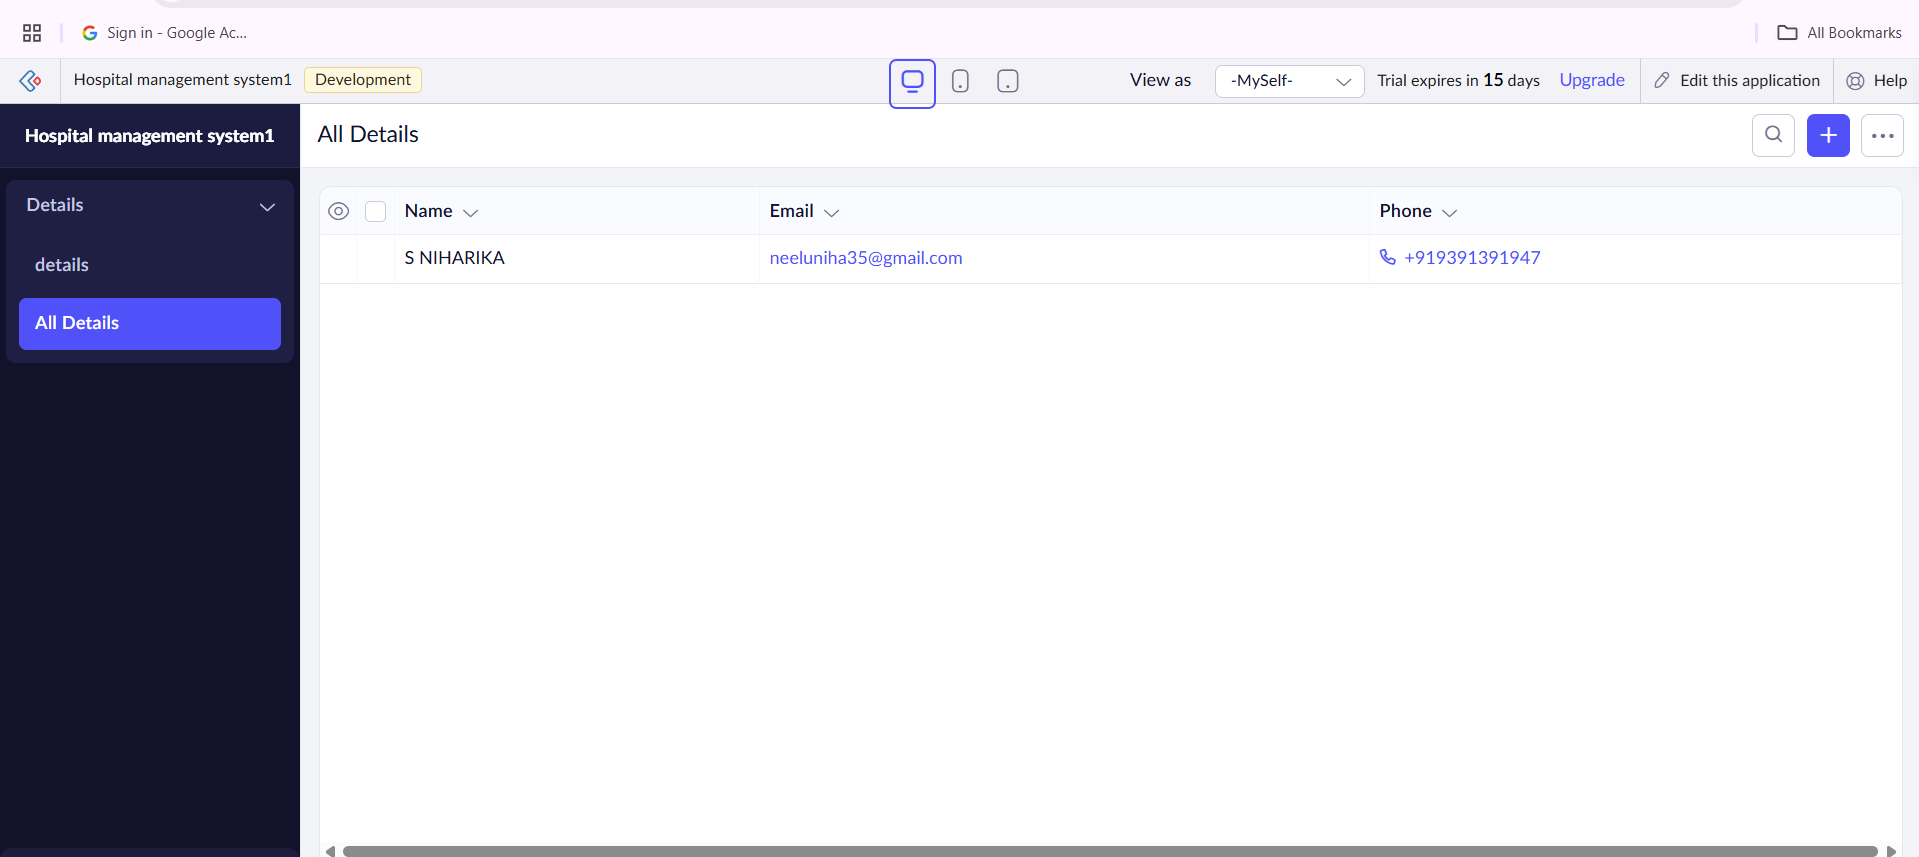 Sign in - Google Ac...
All Bookmarks
Hospital management system1 Development View as -MySelf- Trial expires in 15 days Upgrade Edit this application Help
Hospital management system1 All Details
Details
details
All Details
Name Email Phone
S NIHARIKA neeluniha35@gmail.com +919391391947